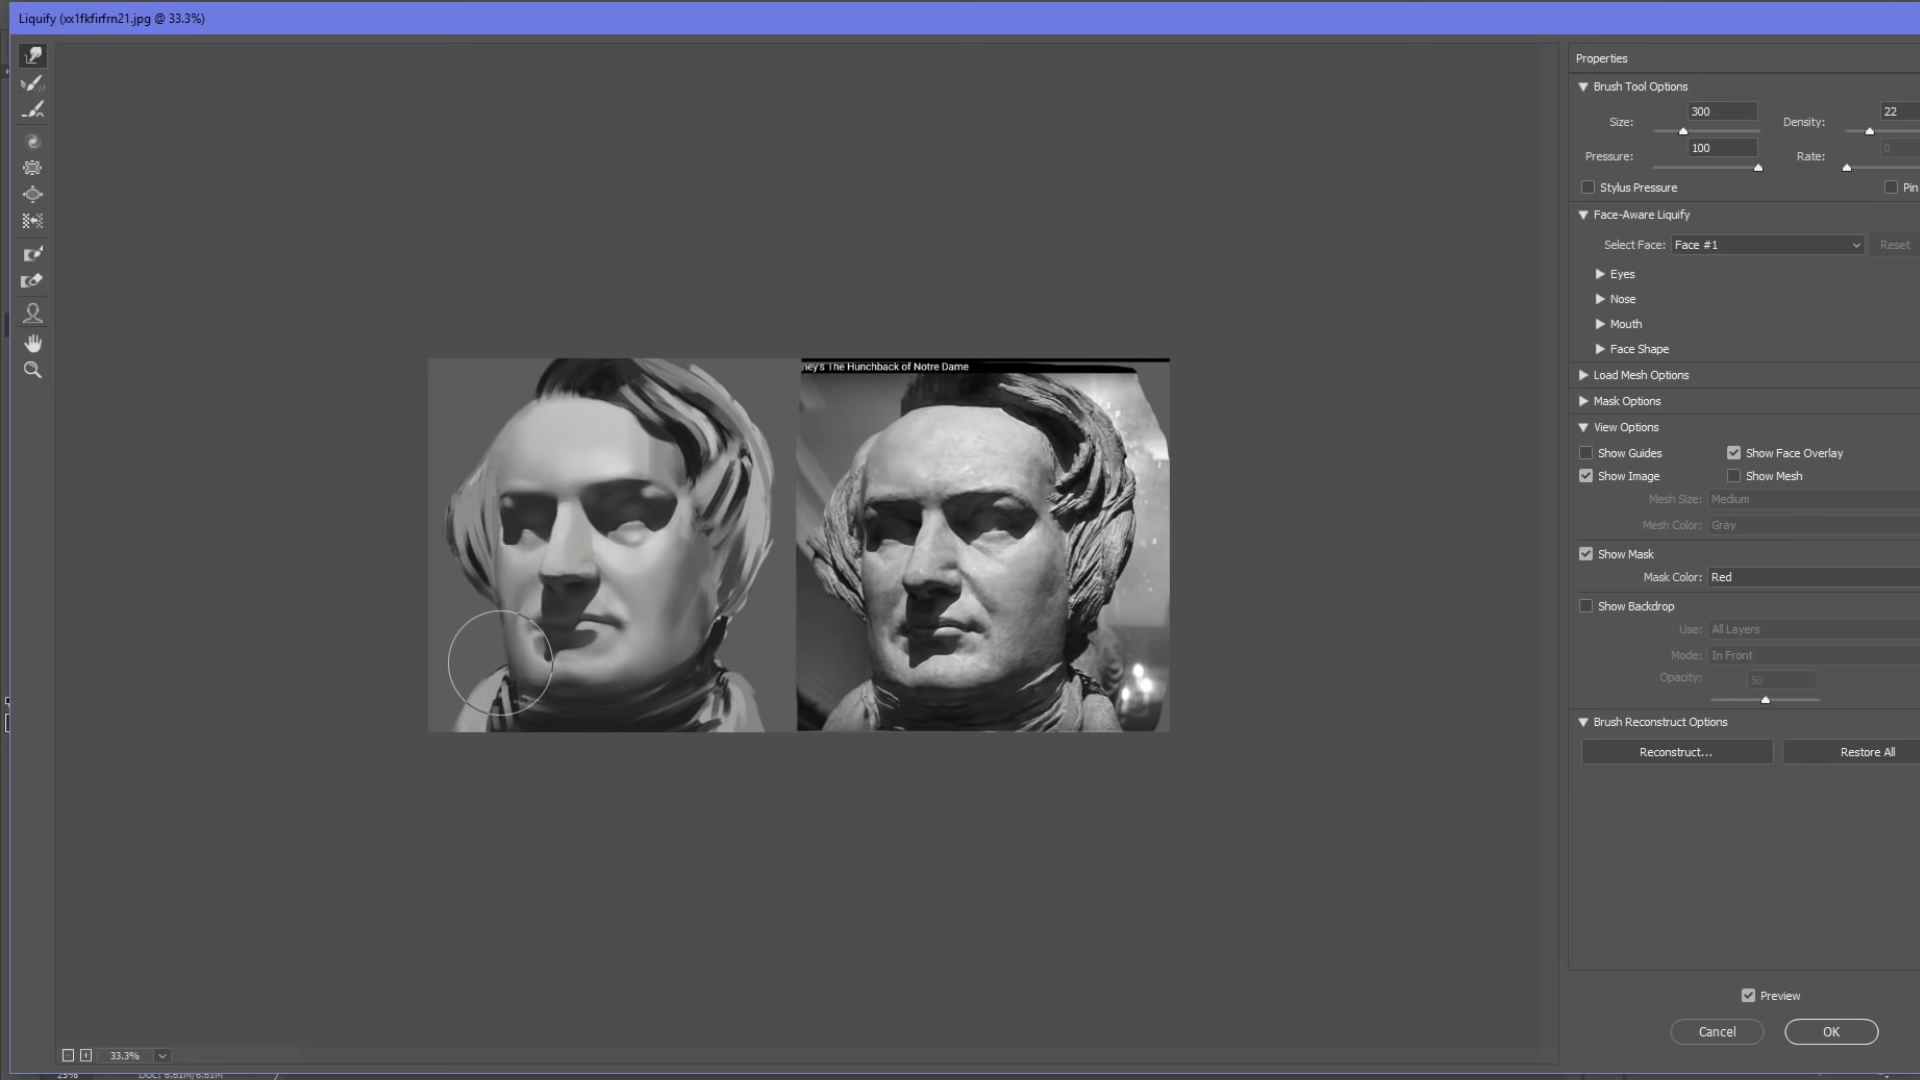 Liquify (xx1fkfirfrn21.jpg @ 33.3%)
Properties
Brush Tool Options
Size: 300
Density: 22
Pressure: 100
Rate: 0
Stylus Pressure
Pin
Face-Aware Liquify
Select Face: Face #1
Reset
Eyes
Nose
Mouth
Face Shape
Load Mesh Options
Mask Options
View Options
Show Guides
Show Face Overlay
Show Image
Show Mesh
Mesh Size: Medium
Mesh Color: Gray
Show Mask
Mask Color: Red
Show Backdrop
Use: All Layers
Mode: In Front
Opacity: 50
Brush Reconstruct Options
Reconstruct...
Restore All
ney's The Hunchback of Notre Dame
Preview
Cancel
OK
33.3%
25%